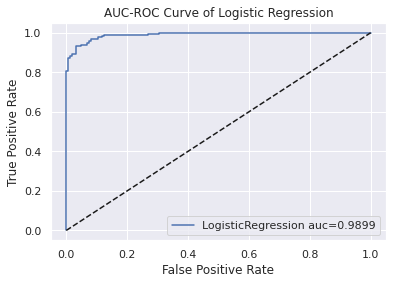 AUC-ROC Curve of Logistic Regression
True Positive Rate
1.0
0.8
0.6
0.4
0.2
0.0
LogisticRegression auc=0.9899
0.0 0.2 0.4 0.6 0.8 1.0
False Positive Rate